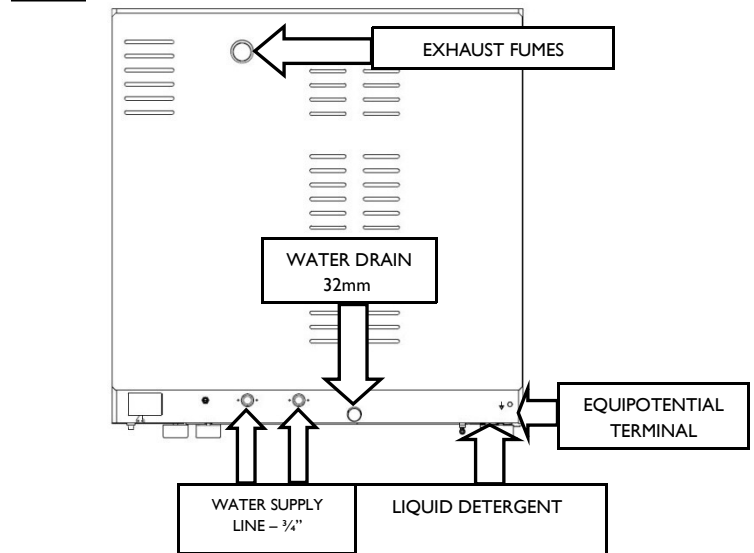 EXHAUST FUMES
WATER DRAIN
32mm
EQUIPOTENTIAL
TERMINAL
WATER SUPPLY
LINE – ¾”
LIQUID DETERGENT